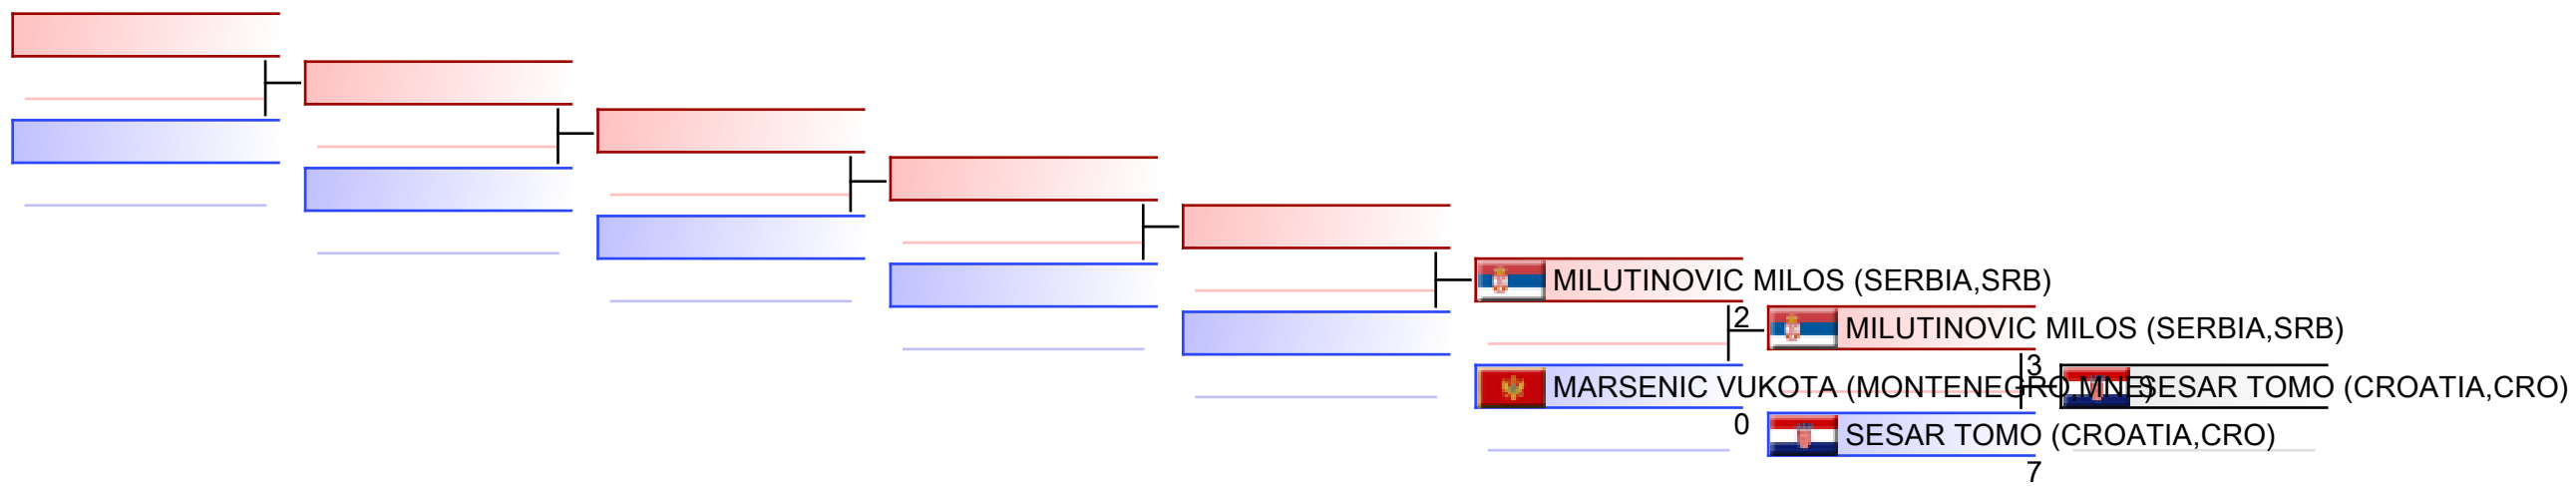 MILUTINOVIC MILOS (SERBIA,SRB)
2
MILUTINOVIC MILOS (SERBIA,SRB)
3
MARSENIC VUKOTA (MONTENEGRO,MNE)
SESAR TOMO (CROATIA,CRO)
0
SESAR TOMO (CROATIA,CRO)
7